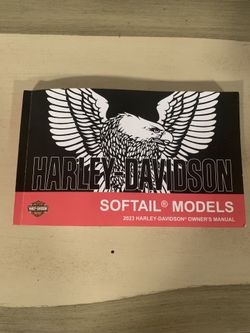 HARLEY-DAVIDSON
SOFTAIL® MODELS
2023 HARLEY-DAVIDSON® OWNER'S MANUAL